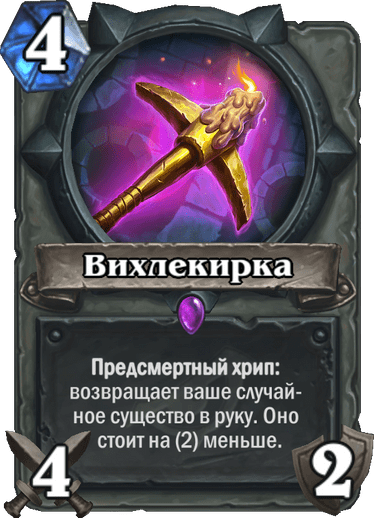 4
Вихлекирка
Предсмертный хрип:
возвращает ваше случай-
ное существо в руку. Оно
стоит на (2) меньше.
4
2